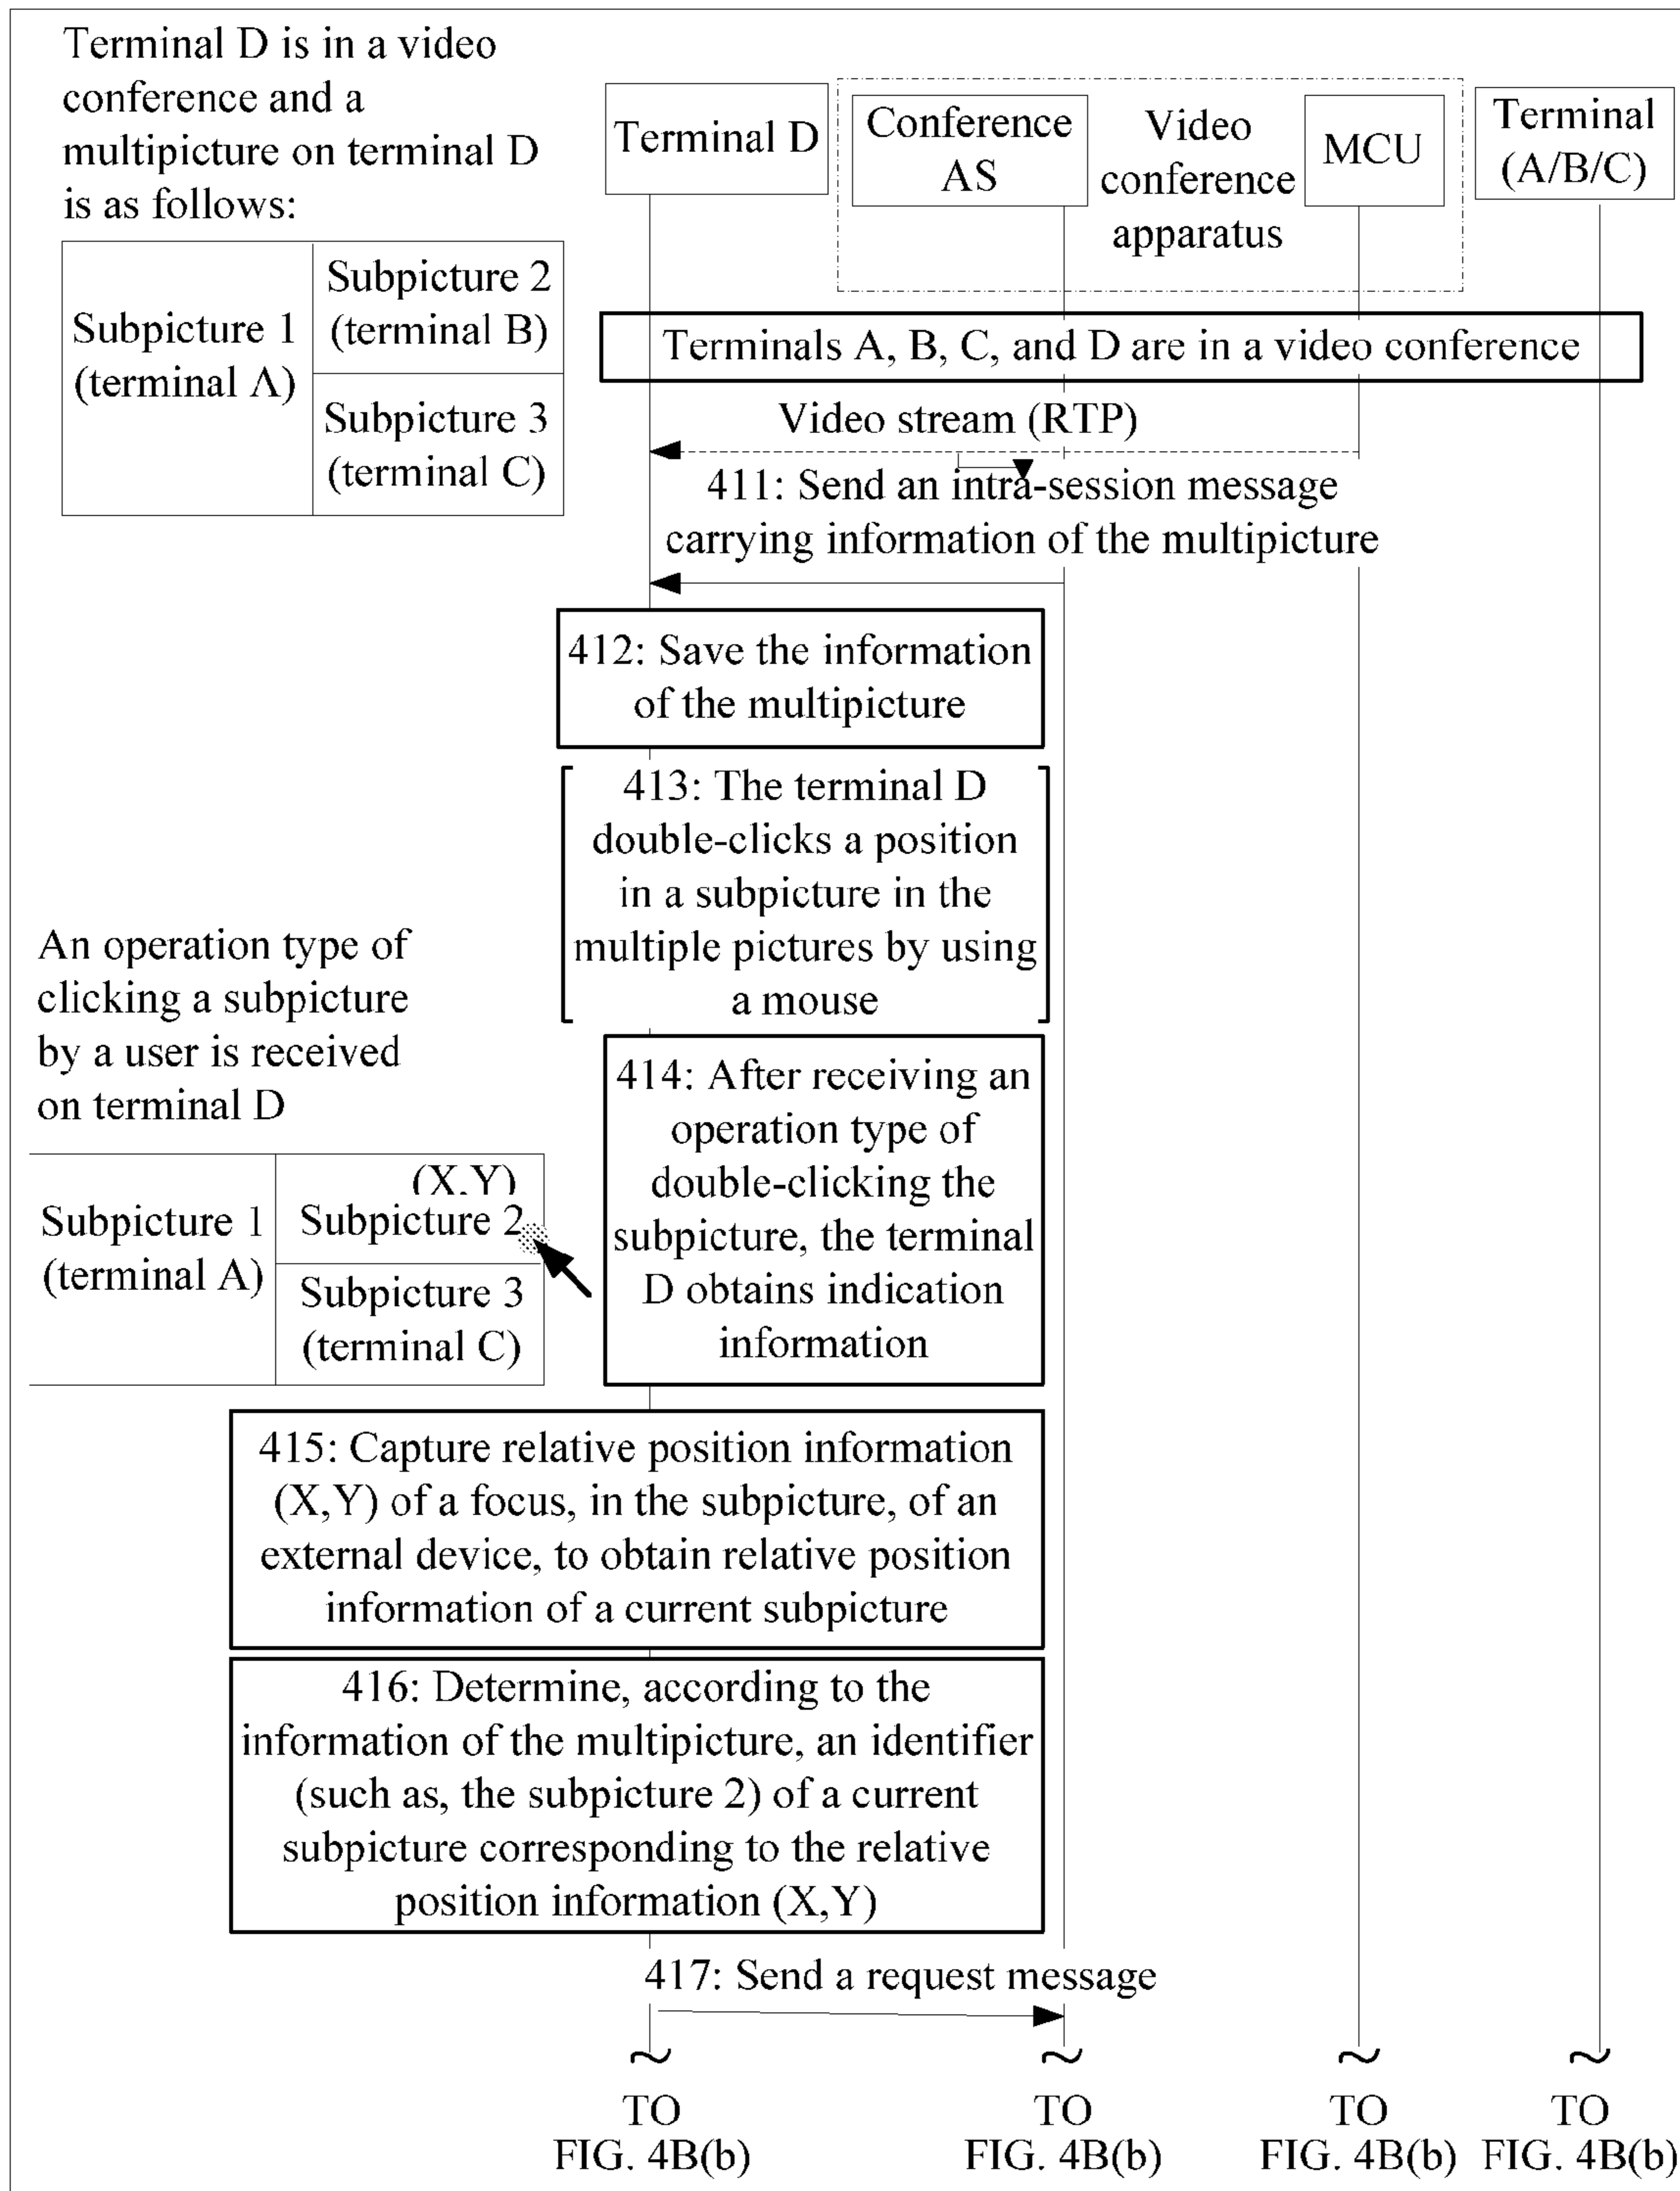 Terminal D is in a video
conference and a
multipicture on terminal D
is as follows:
Subpicture 1
(terminal A)
Subpicture 2
(terminal B)
Subpicture 3
(terminal C)
Terminal D
Conference
AS
Video
conference
apparatus
MCU
Terminal
(A/B/C)
Terminals A, B, C, and D are in a video conference
Video stream (RTP)
411: Send an intra-session message
carrying information of the multipicture
412: Save the information
of the multipicture
413: The terminal D
double-clicks a position
in a subpicture in the
multiple pictures by using
a mouse
An operation type of
clicking a subpicture
by a user is received
on terminal D
Subpicture 1
(terminal A)
(X,Y)
Subpicture 2
Subpicture 3
(terminal C)
414: After receiving an
operation type of
double-clicking the
subpicture, the terminal
D obtains indication
information
415: Capture relative position information
(X,Y) of a focus, in the subpicture, of an
external device, to obtain relative position
information of a current subpicture
416: Determine, according to the
information of the multipicture, an identifier
(such as, the subpicture 2) of a current
subpicture corresponding to the relative
position information (X,Y)
417: Send a request message
TO
FIG. 4B(b)
TO
FIG. 4B(b)
TO
FIG. 4B(b)
TO
FIG. 4B(b)